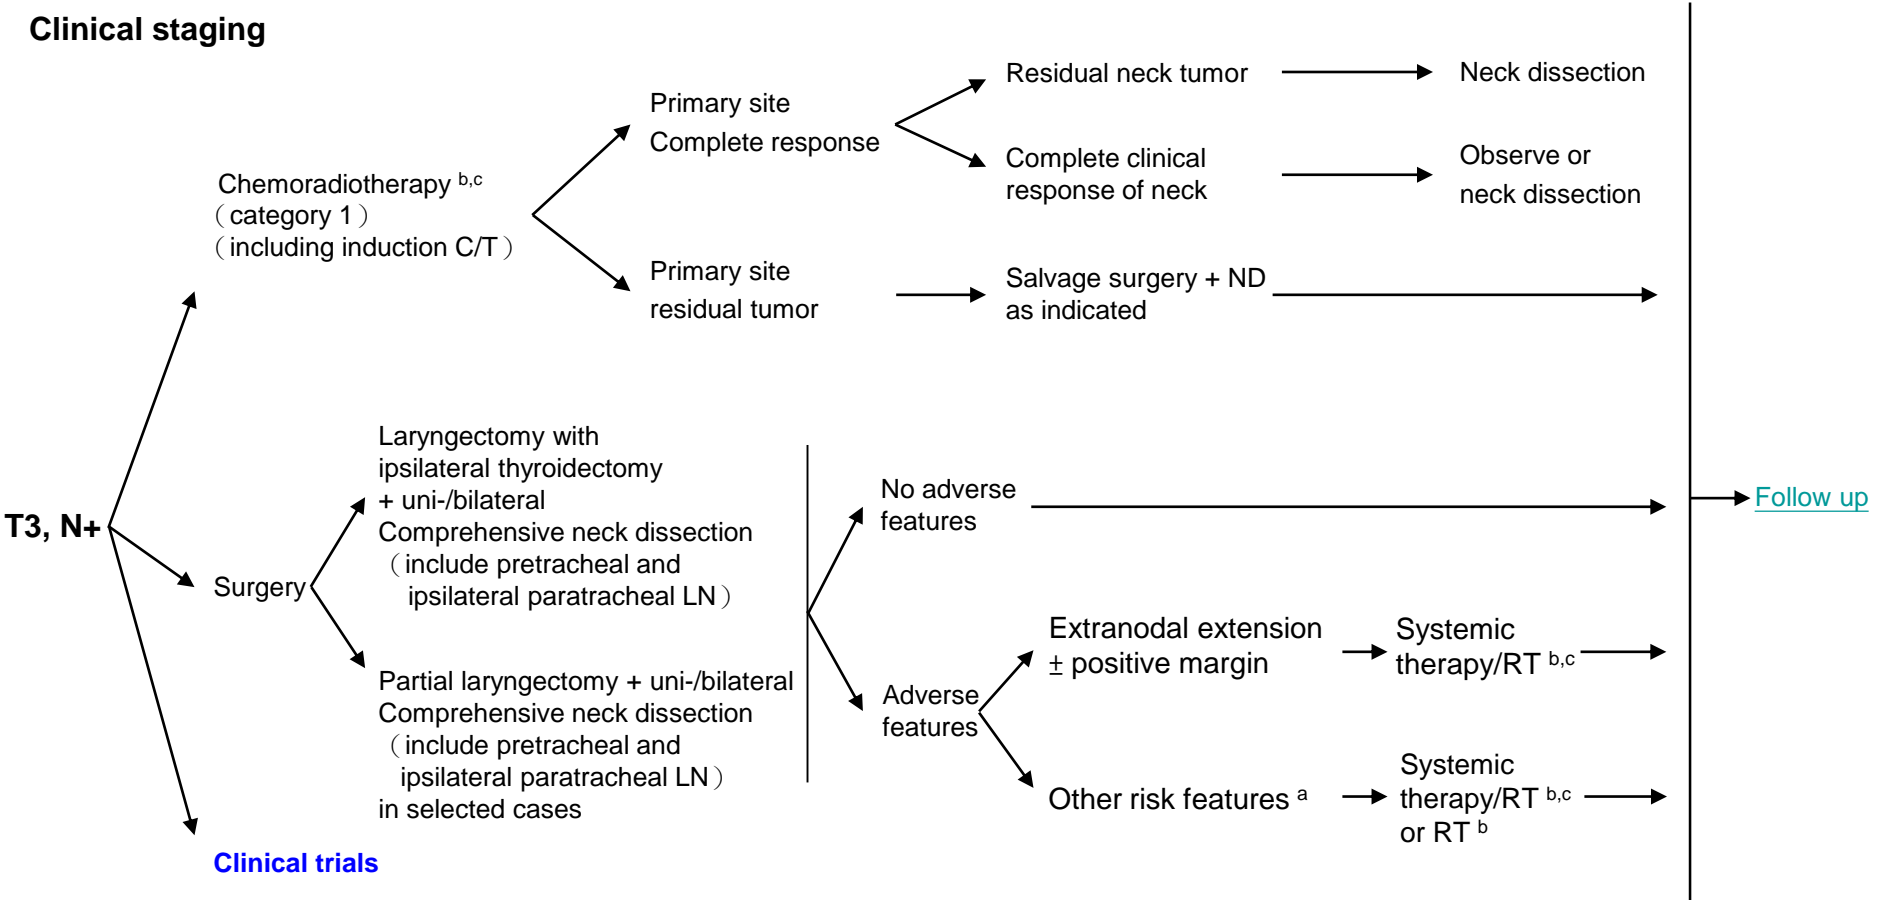 Clinical staging
T3, N+
Chemoradiotherapy b,c
（category 1）
（including induction C/T）
Primary site
Complete response
Residual neck tumor
Neck dissection
Complete clinical
response of neck
Observe or
neck dissection
Primary site
residual tumor
Salvage surgery + ND
as indicated
Surgery
Laryngectomy with
ipsilateral thyroidectomy
+ uni-/bilateral
Comprehensive neck dissection
（include pretracheal and
ipsilateral paratracheal LN）
Partial laryngectomy + uni-/bilateral
Comprehensive neck dissection
（include pretracheal and
ipsilateral paratracheal LN）
in selected cases
No adverse
features
Adverse
features
Extranodal extension
± positive margin
Systemic
therapy/RT b,c
Other risk features a
Systemic
therapy/RT b,c
or RT b
Clinical trials
Follow up